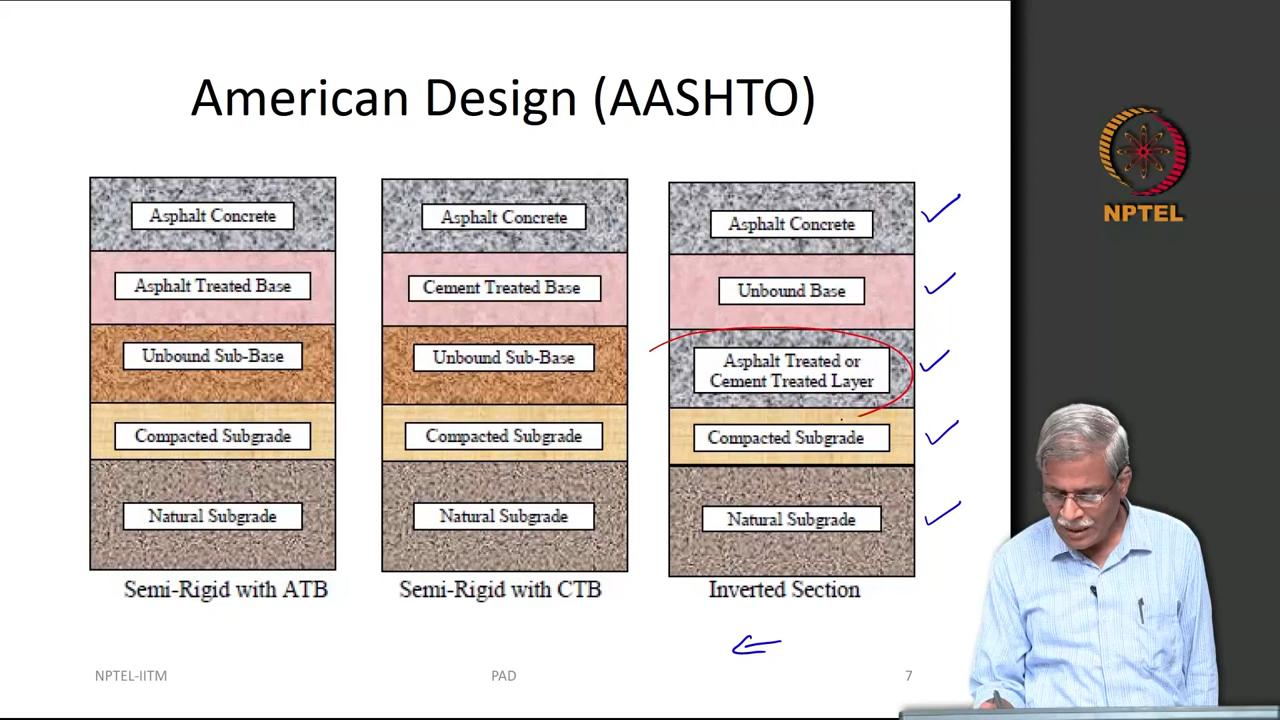 American Design (AASHTO)
NPTEL
Asphalt Concrete
Asphalt Treated Base
Unbound Sub-Base
Compacted Subgrade
Natural Subgrade
Semi-Rigid with ATB
Asphalt Concrete
Cement Treated Base
Unbound Sub-Base
Compacted Subgrade
Natural Subgrade
Semi-Rigid with CTB
Asphalt Concrete
Unbound Base
Asphalt Treated or
Cement Treated Layer
Compacted Subgrade
Natural Subgrade
Inverted Section
NPTEL-IITM
PAD
7